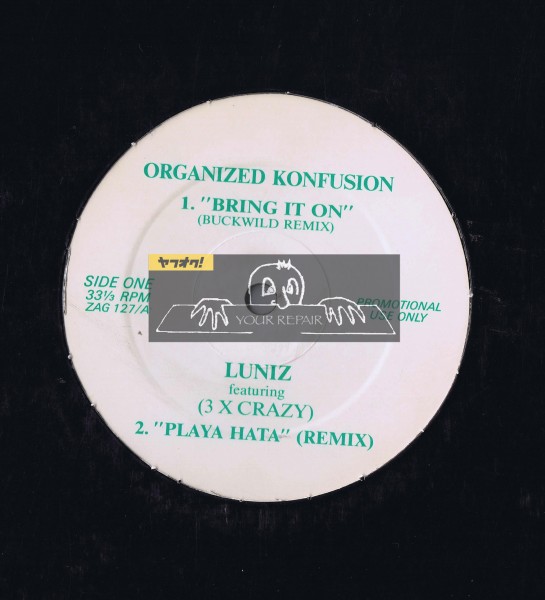 ORGANIZED KONFUSION
1. "BRING IT ON"
(BUCKWILD REMIX)
ヤフオク!
SIDE ONE
33⅓ RPM
ZAG 127/A
YOUR REPAIR
PROMOTIONAL
USE ONLY
LUNIZ
featuring
(3 X CRAZY)
2. "PLAYA HATA" (REMIX)